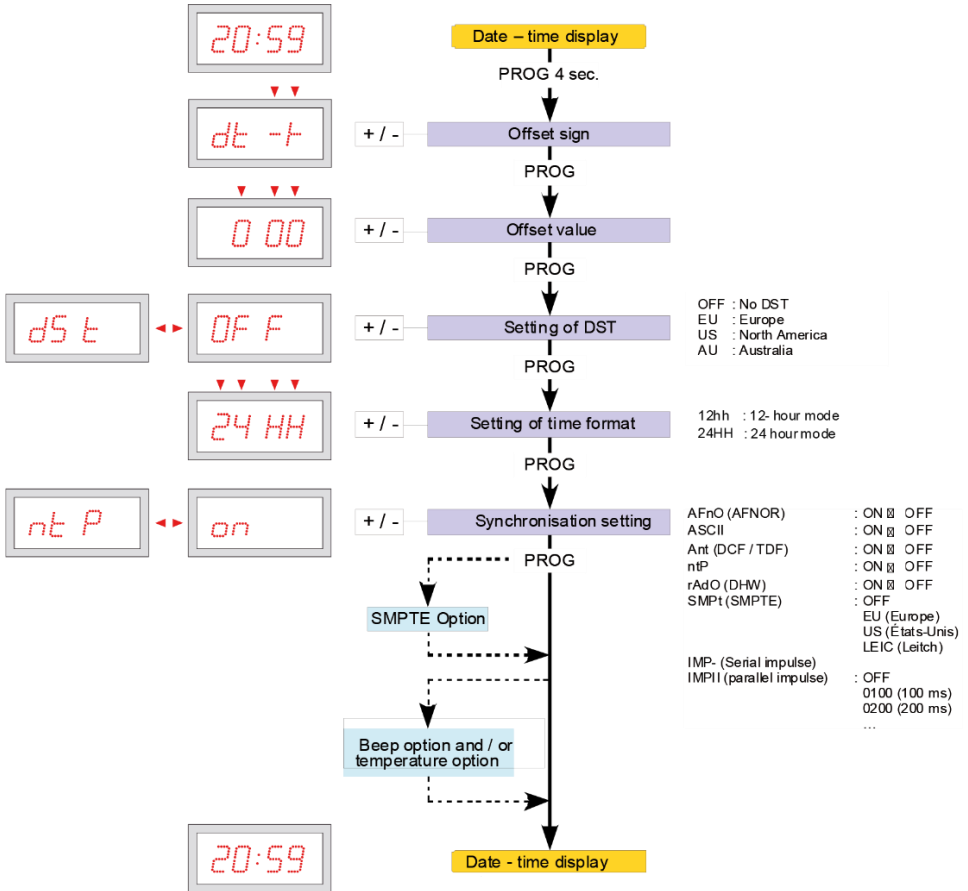 20:59
Date – time display
PROG 4 sec.
dt -+
+ / -
Offset sign
PROG
0 00
+ / -
Offset value
PROG
dSt
OFF
+ / -
Setting of DST
OFF : No DST
EU : Europe
US : North America
AU : Australia
PROG
24 HH
+ / -
Setting of time format
12hh : 12- hour mode
24HH : 24 hour mode
PROG
ntP
on
+ / -
Synchronisation setting
AFnO (AFNOR) : ON OFF
ASCII : ON OFF
Ant (DCF / TDF) : ON OFF
ntP : ON OFF
rAdO (DHW) : ON OFF
SMPt (SMPTE) : OFF
EU (Europe)
US (États-Unis)
LEIC (Leitch)
IMP- (Serial impulse)
IMPII (parallel impulse) : OFF
0100 (100 ms)
0200 (200 ms)
...
PROG
SMPTE Option
Beep option and / or
temperature option
20:59
Date - time display